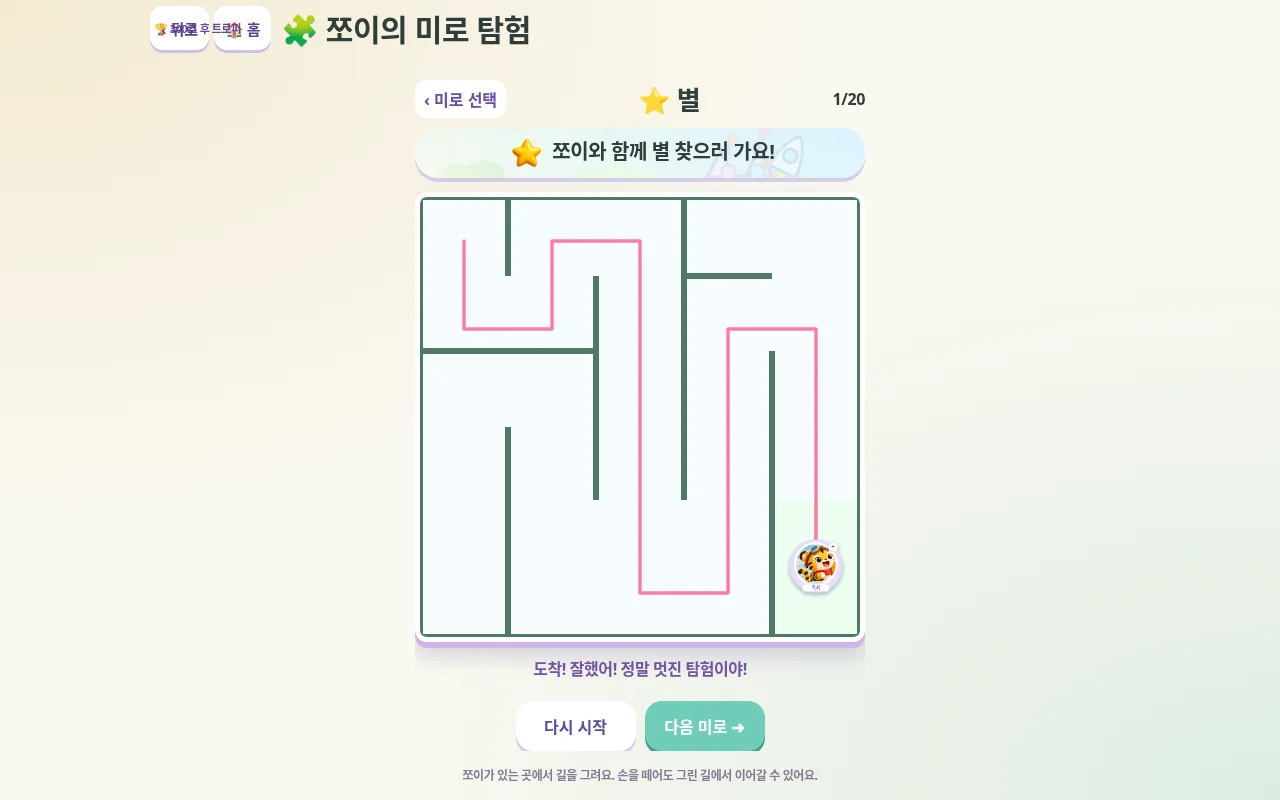 뒤로
홈
쪼이의 미로 탐험
‹ 미로 선택
별
1/20
쪼이와 함께 별 찾으러 가요!
도착! 잘했어! 정말 멋진 탐험이야!
다시 시작
다음 미로 ➜
쪼이가 있는 곳에서 길을 그려요. 손을 떼어도 그린 길에서 이어갈 수 있어요.